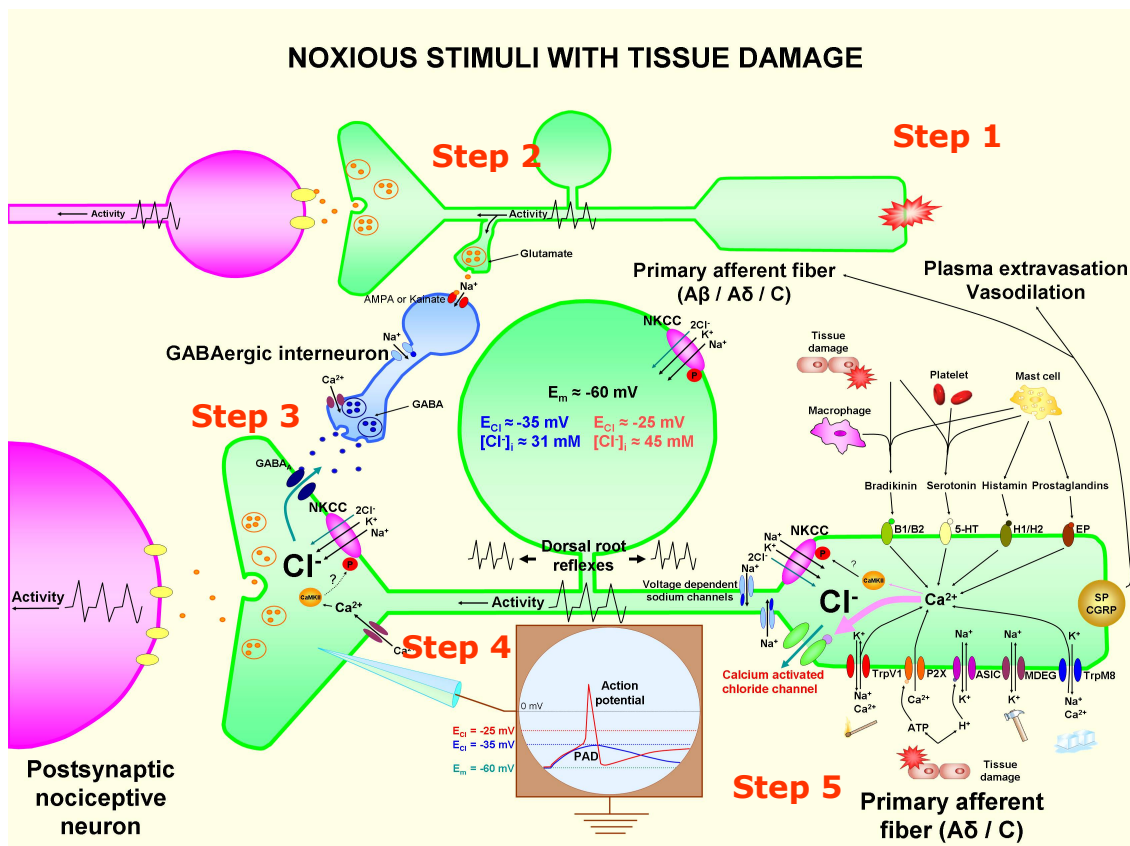 NOXIOUS STIMULI WITH TISSUE DAMAGE
Step 1
Step 2
Activity
Activity
Glutamate
Na⁺
AMPA or Kainate
Primary afferent fiber
(Aβ / Aδ / C)
Plasma extravasation
Vasodilation
GABAergic interneuron
Na⁺
Ca²⁺
GABA
NKCC
2Cl⁻
K⁺
Na⁺
P
Eₘ ≈ -60 mV
E_Cl ≈ -35 mV
[Cl⁻]ᵢ ≈ 31 mM
E_Cl ≈ -25 mV
[Cl⁻]ᵢ ≈ 45 mM
Tissue
damage
Platelet
Mast cell
Macrophage
Bradikinin
Serotonin
Histamin
Prostaglandins
B1/B2
5-HT
H1/H2
EP
Step 3
GABA_A
NKCC
2Cl⁻
K⁺
Na⁺
P
Cl⁻
?
CaMKII
Ca²⁺
Ca²⁺
Activity
Dorsal root
reflexes
Activity
Step 4
Voltage dependent
sodium channels
NKCC
Na⁺
K⁺
2Cl⁻
P
Na⁺
Na⁺
?
CaMKII
Cl⁻
Ca²⁺
SP
CGRP
Calcium activated
chloride channel
K⁺
TrpV1
P2X
Na⁺
ASIC
Na⁺
MDEG
K⁺
TrpM8
Na⁺
Ca²⁺
Ca²⁺
K⁺
K⁺
Na⁺
Ca²⁺
ATP
H⁺
Tissue
damage
Action
potential
0 mV
E_Cl = -25 mV
E_Cl = -35 mV
PAD
Eₘ = -60 mV
Step 5
Postsynaptic
nociceptive
neuron
Primary afferent
fiber (Aδ / C)